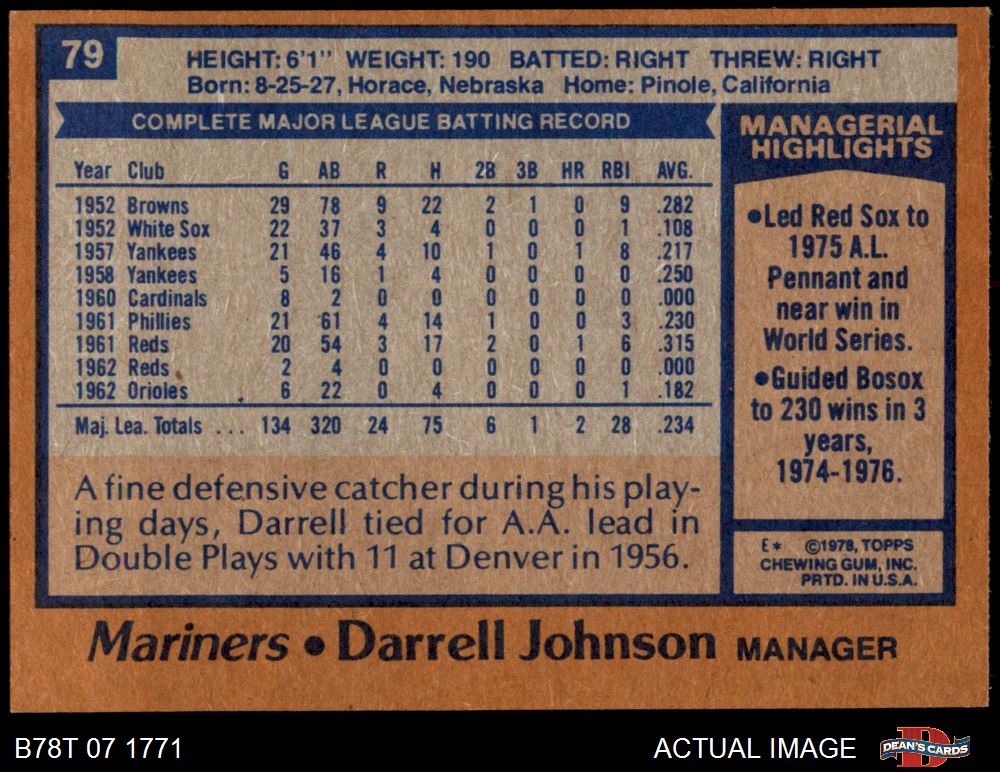 79
HEIGHT: 6'1" WEIGHT: 190 BATTED: RIGHT THREW: RIGHT
Born: 8-25-27, Horace, Nebraska Home: Pinole, California
COMPLETE MAJOR LEAGUE BATTING RECORD
Year Club G AB R H 2B 3B HR RBI AVG.
1952 Browns 29 78 9 22 2 1 0 9 .282
1952 White Sox 22 37 3 4 0 0 0 1 .108
1957 Yankees 21 46 4 10 1 0 1 8 .217
1958 Yankees 5 16 1 4 0 0 0 0 .250
1960 Cardinals 8 2 0 0 0 0 0 0 .000
1961 Phillies 21 61 4 14 1 0 0 3 .230
1961 Reds 20 54 3 17 2 0 1 6 .315
1962 Reds 2 4 0 0 0 0 0 0 .000
1962 Orioles 6 22 0 4 0 0 0 1 .182
Maj. Lea. Totals ... 134 320 24 75 6 1 2 28 .234
A fine defensive catcher during his play-
ing days, Darrell tied for A.A. lead in
Double Plays with 11 at Denver in 1956.
MANAGERIAL
HIGHLIGHTS
•Led Red Sox to
1975 A.L.
Pennant and
near win in
World Series.
•Guided Bosox
to 230 wins in 3
years,
1974-1976.
E* ©1978, TOPPS
CHEWING GUM, INC.
PRTD. IN U.S.A.
Mariners • Darrell Johnson MANAGER
B78T 07 1771
ACTUAL IMAGE
D
DEAN'S CARDS